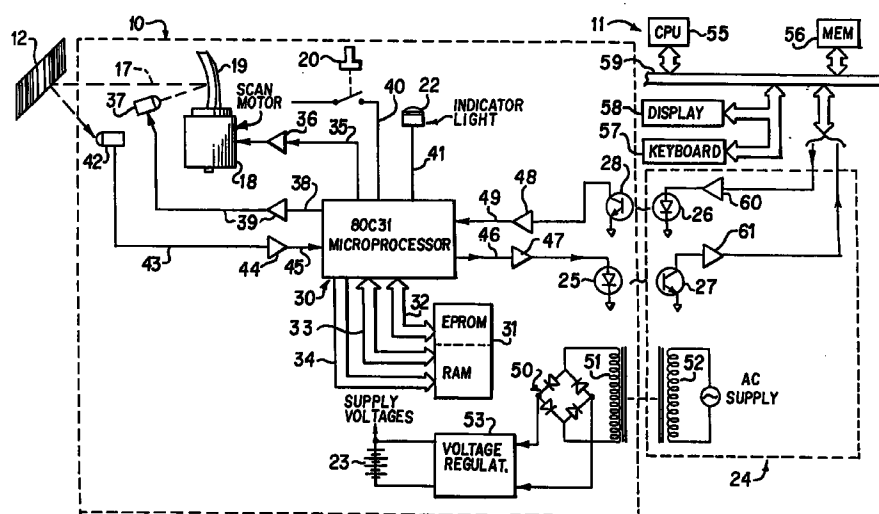 10
11
CPU
55
56
MEM
12
20
59
17
19
37
SCAN
MOTOR
40
22
INDICATOR
LIGHT
58
DISPLAY
36
35
57
KEYBOARD
42
18
41
28
38
49
48
26
60
39
80C31
MICROPROCESSOR
46
47
61
43
44
45
25
27
30
32
33
EPROM
31
34
RAM
50
51
52
AC
SUPPLY
SUPPLY
VOLTAGES
53
23
VOLTAGE
REGULAT.
24